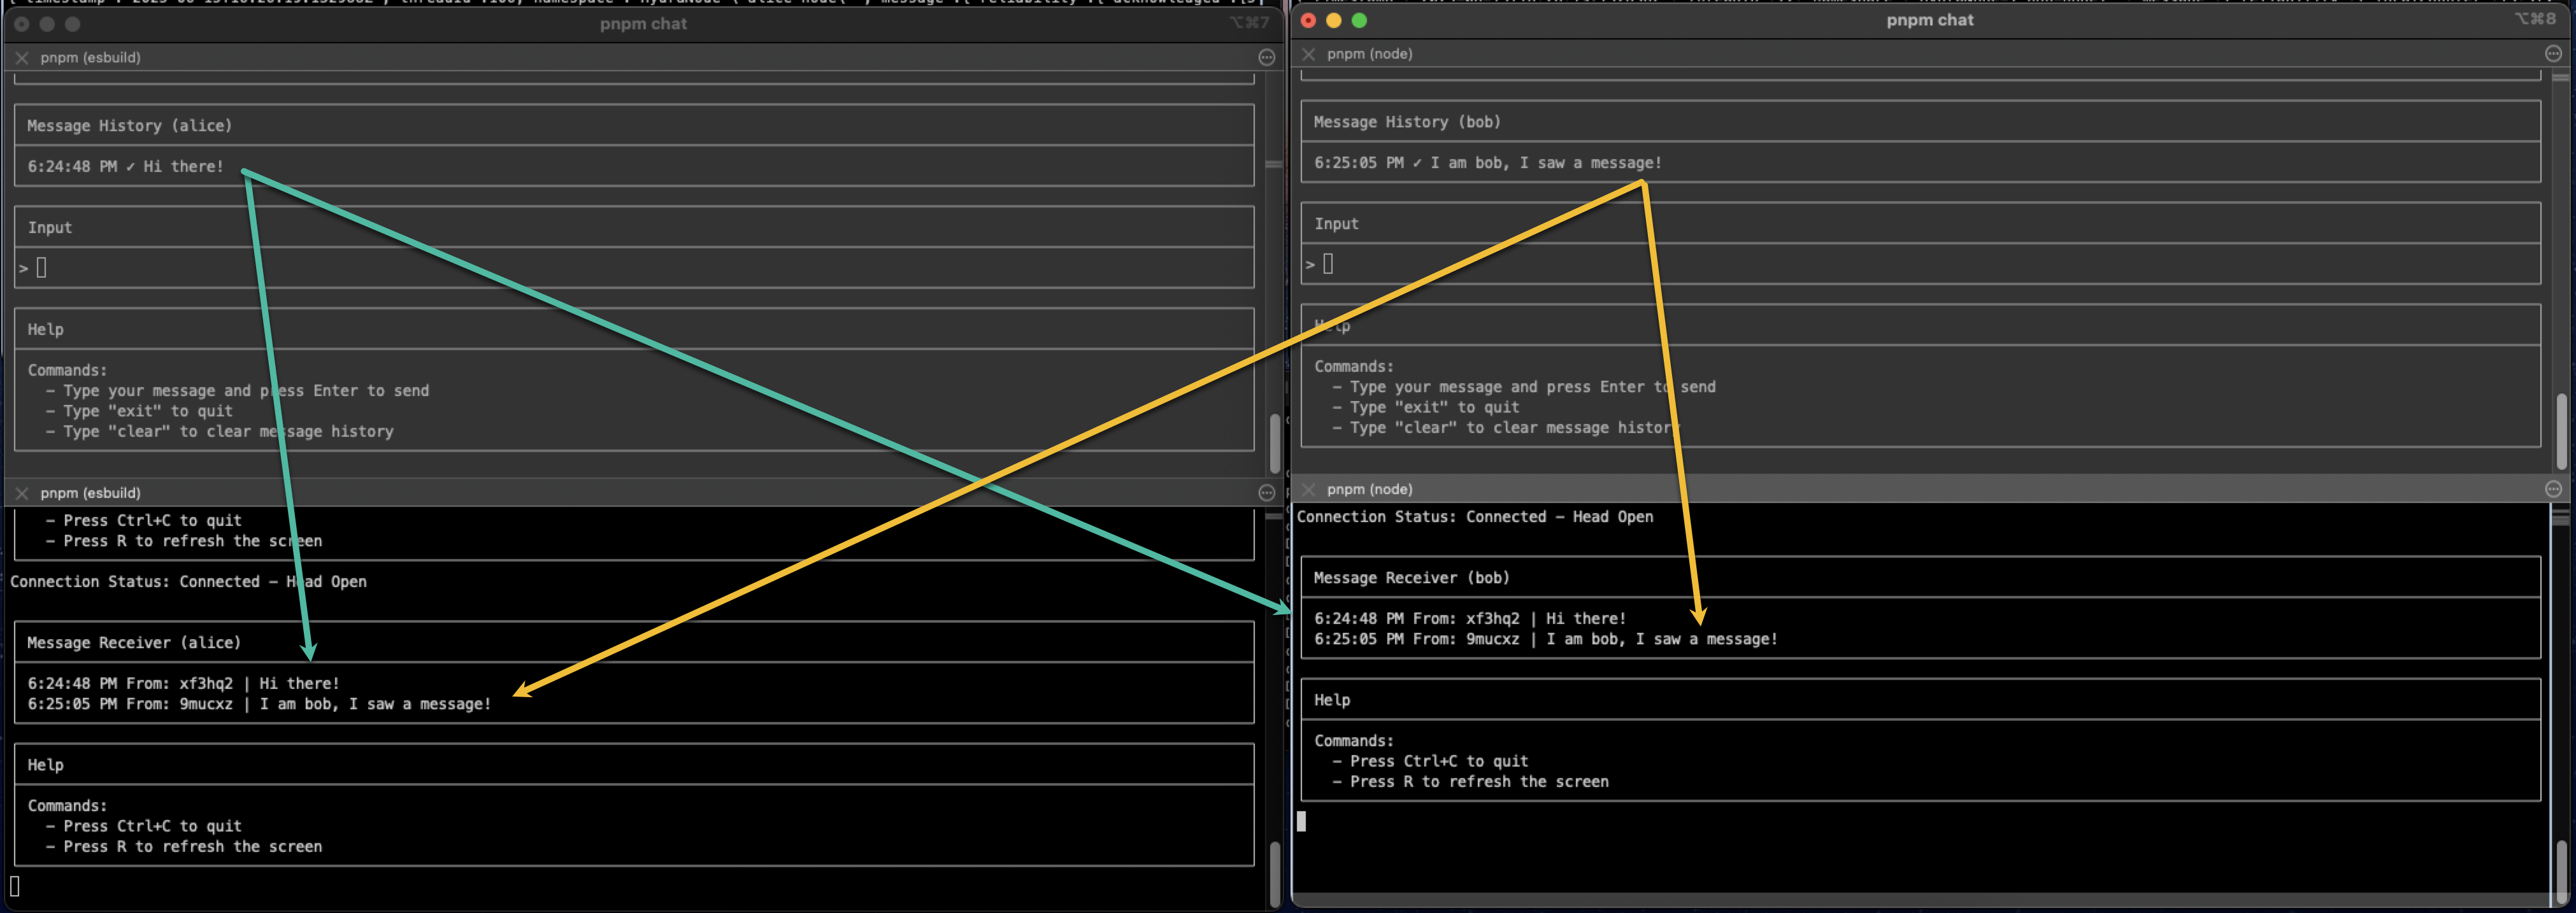 pnpm chat
⌥⌘7
pnpm (esbuild)
Message History (alice)
6:24:48 PM ✓ Hi there!
Input
>
Help
Commands:
– Type your message and press Enter to send
– Type "exit" to quit
– Type "clear" to clear message history
pnpm (esbuild)
– Press Ctrl+C to quit
– Press R to refresh the screen
Connection Status: Connected – Head Open
Message Receiver (alice)
6:24:48 PM From: xf3hq2 | Hi there!
6:25:05 PM From: 9mucxz | I am bob, I saw a message!
Help
Commands:
– Press Ctrl+C to quit
– Press R to refresh the screen
pnpm chat
⌥⌘8
pnpm (node)
Message History (bob)
6:25:05 PM ✓ I am bob, I saw a message!
Input
>
Help
Commands:
– Type your message and press Enter to send
– Type "exit" to quit
– Type "clear" to clear message history
pnpm (node)
Connection Status: Connected – Head Open
Message Receiver (bob)
6:24:48 PM From: xf3hq2 | Hi there!
6:25:05 PM From: 9mucxz | I am bob, I saw a message!
Help
Commands:
– Press Ctrl+C to quit
– Press R to refresh the screen